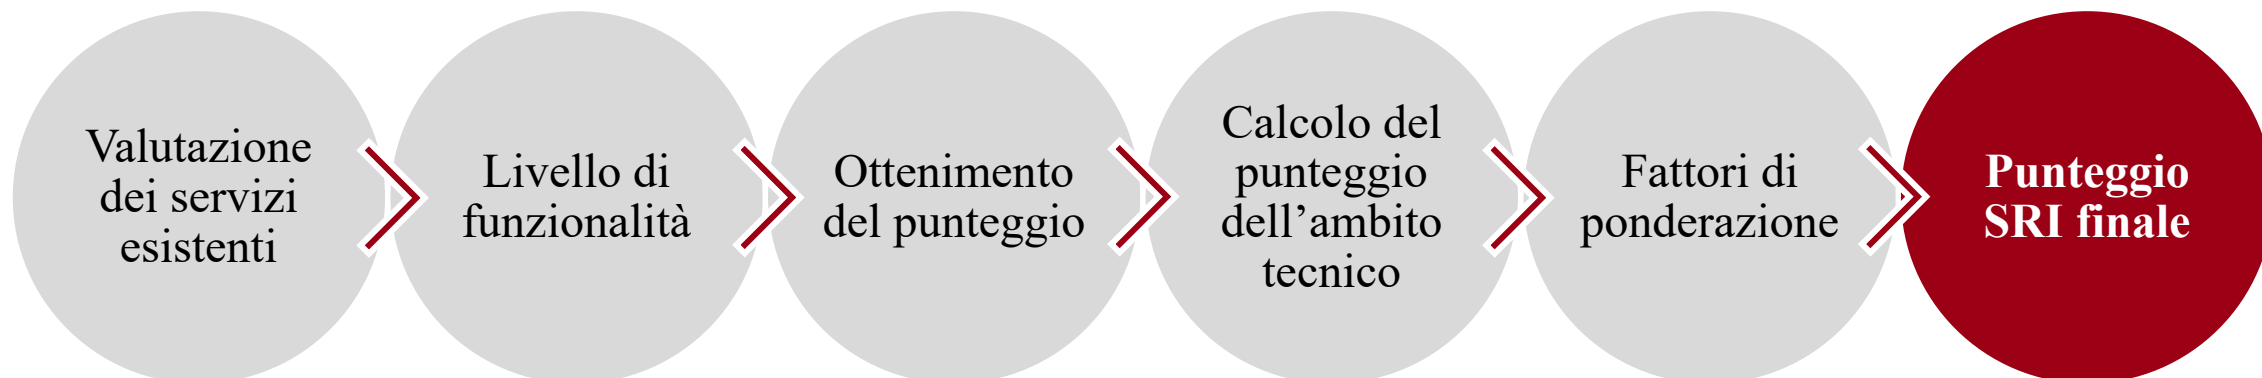 Valutazione
dei servizi
esistenti
Livello di
funzionalità
Ottenimento
del punteggio
Calcolo del
punteggio
dell’ambito
tecnico
Fattori di
ponderazione
Punteggio
SRI finale